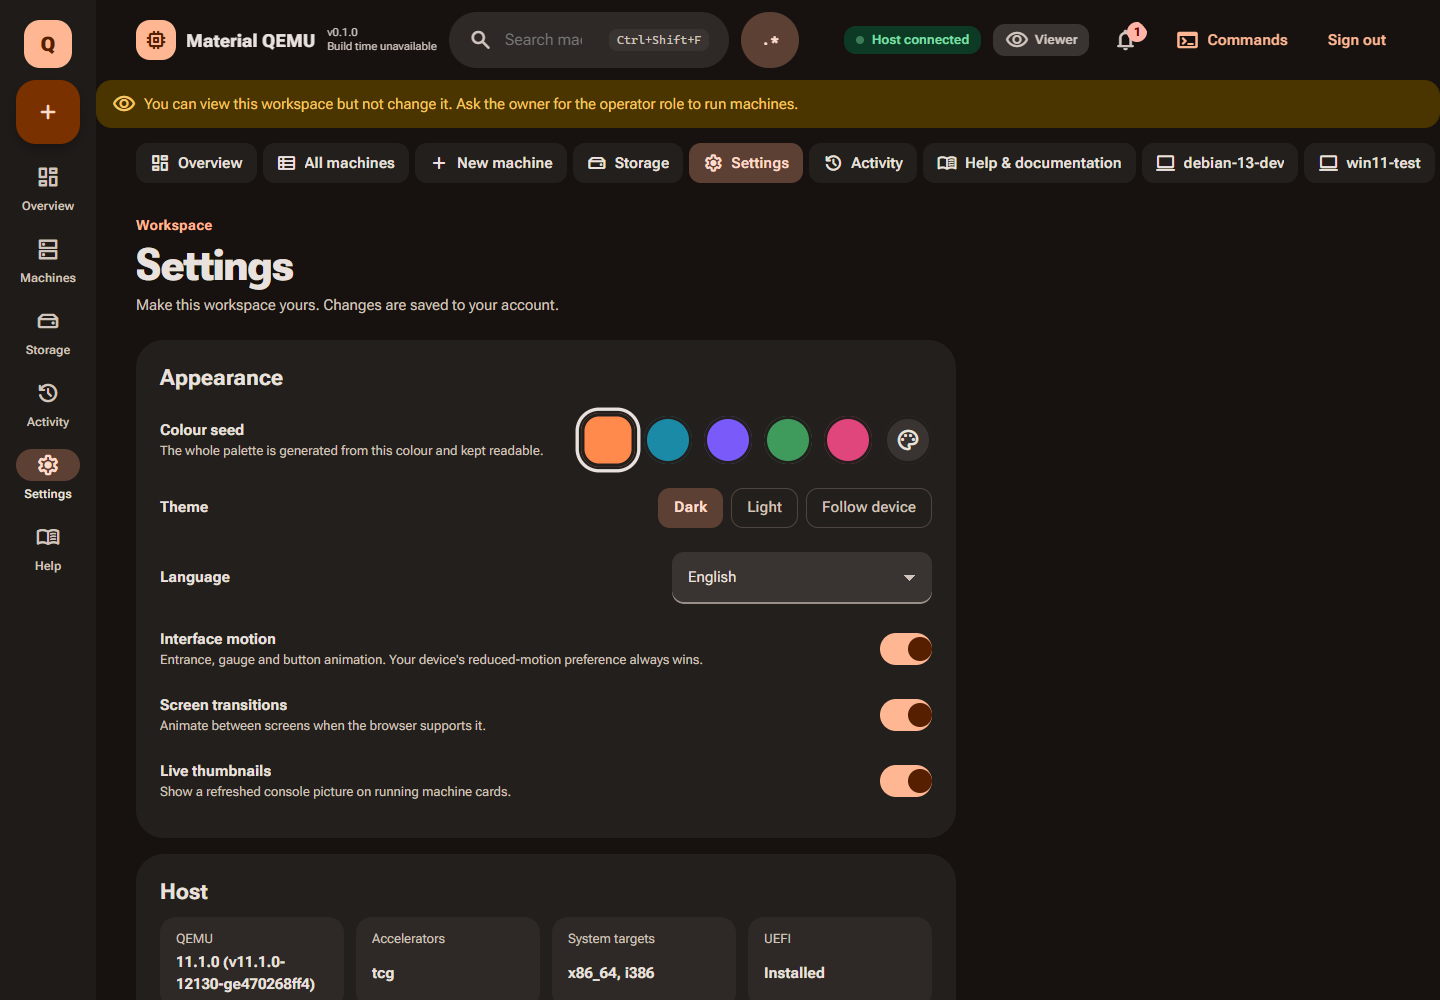 Q
Material QEMU
v0.1.0
Build time unavailable
Search mac
Ctrl+Shift+F
.*
Host connected
Viewer
1
Commands
Sign out
+
You can view this workspace but not change it. Ask the owner for the operator role to run machines.
Overview
All machines
New machine
Storage
Settings
Activity
Help & documentation
debian-13-dev
win11-test
Overview
Machines
Storage
Activity
Settings
Help
Workspace
Settings
Make this workspace yours. Changes are saved to your account.
Appearance
Colour seed
The whole palette is generated from this colour and kept readable.
Theme
Dark
Light
Follow device
Language
English
Interface motion
Entrance, gauge and button animation. Your device's reduced-motion preference always wins.
Screen transitions
Animate between screens when the browser supports it.
Live thumbnails
Show a refreshed console picture on running machine cards.
Host
QEMU
11.1.0 (v11.1.0-
12130-ge470268ff4)
Accelerators
tcg
System targets
x86_64, i386
UEFI
Installed